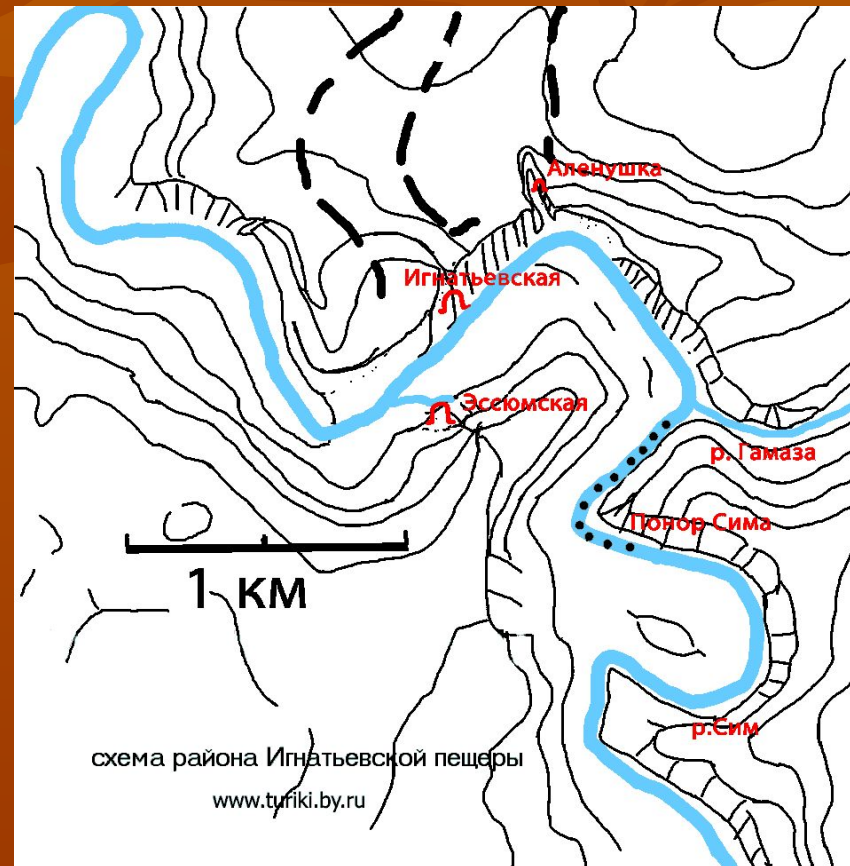 Аленушка
Игнатьевская
Эссюмская
р. Гамаза
Понор Сима
1 км
р.Сим
схема района Игнатьевской пещеры
www.turiki.by.ru